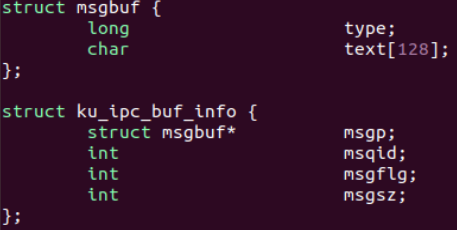 struct msgbuf {
        long                    type;
        char                    text[128];
};

struct ku_ipc_buf_info {
        struct msgbuf*          msgp;
        int                     msqid;
        int                     msgflg;
        int                     msgsz;
};